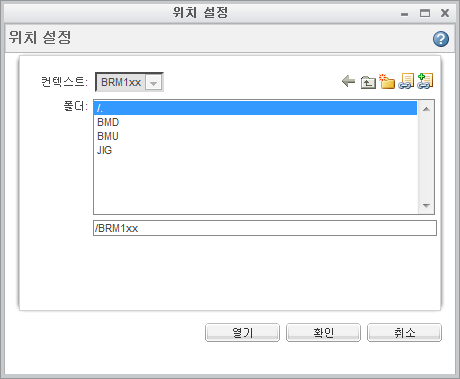 위치 설정
위치 설정
컨텍스트: BRM1xx
폴더:
/.
BMD
BMU
JIG
/BRM1xx
열기 확인 취소